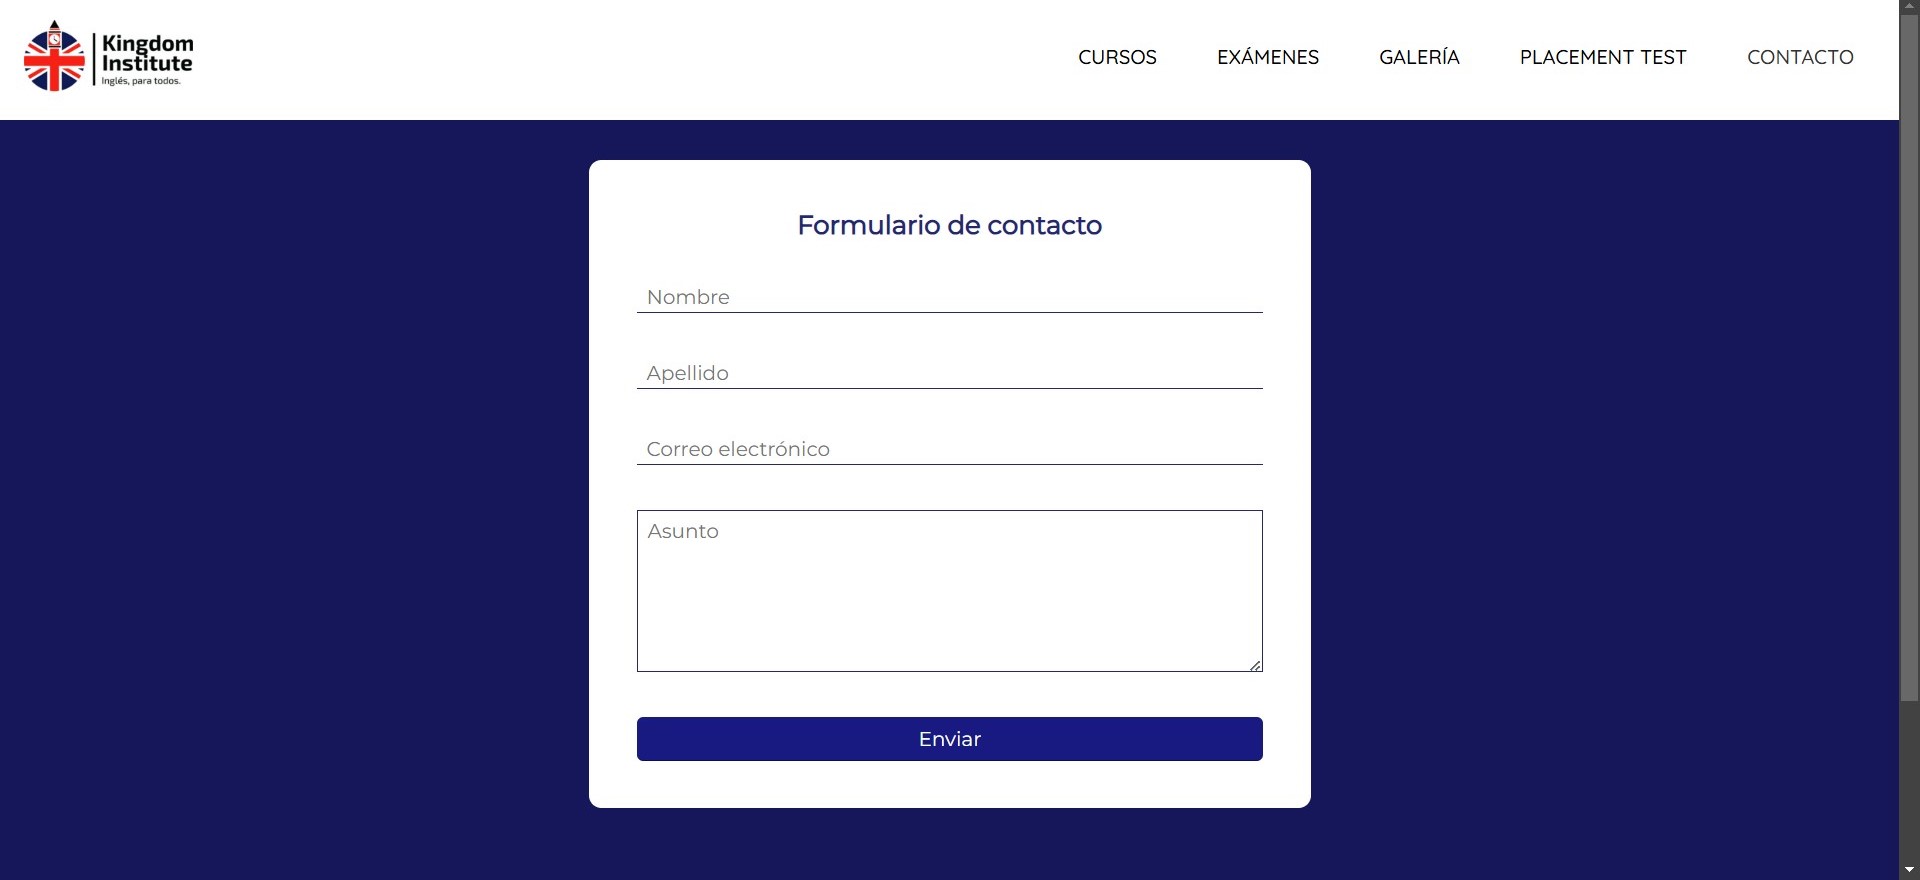 Kingdom
Institute
Inglés, para todos.
CURSOS EXÁMENES GALERÍA PLACEMENT TEST CONTACTO
Formulario de contacto
Nombre
Apellido
Correo electrónico
Asunto
Enviar